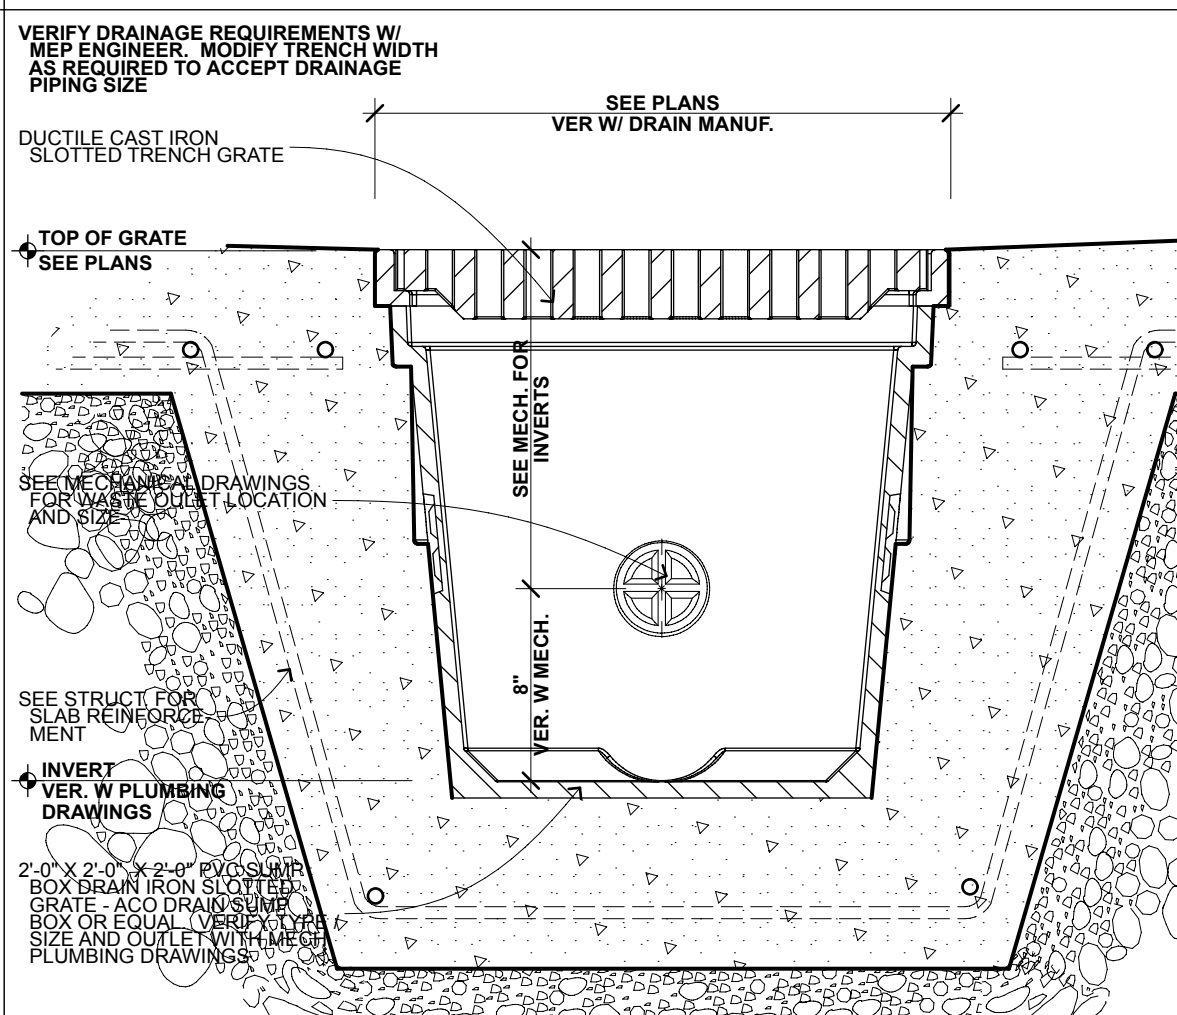 VERIFY DRAINAGE REQUIREMENTS W/
MEP ENGINEER. MODIFY TRENCH WIDTH
AS REQUIRED TO ACCEPT DRAINAGE
PIPING SIZE
SEE PLANS
VER W/ DRAIN MANUF.
DUCTILE CAST IRON
SLOTTED TRENCH GRATE
TOP OF GRATE
SEE PLANS
SEE MECH. FOR
INVERTS
SEE MECHANICAL DRAWINGS
FOR WASTE OULET LOCATION
AND SIZE
8"
VER. W MECH.
SEE STRUCT. FOR
SLAB REINFORCE-
MENT
INVERT
VER. W PLUMBING
DRAWINGS
2'-0" X 2'-0" X 2'-0" PVC SUMP
BOX DRAIN IRON SLOTTED
GRATE - ACO DRAIN SUMP
BOX OR EQUAL. VERIFY TYPE /
SIZE AND OUTLET WITH MECH
PLUMBING DRAWINGS